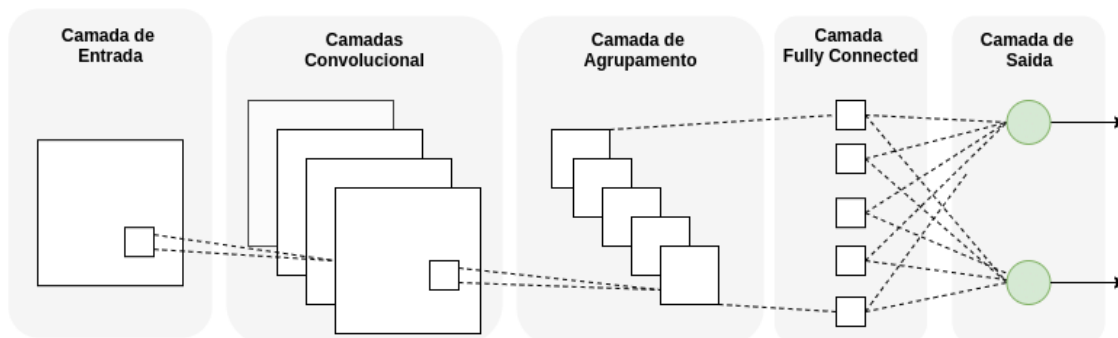 Camada de
Entrada
Camadas
Convolucional
Camada de
Agrupamento
Camada
Fully Connected
Camada de
Saida